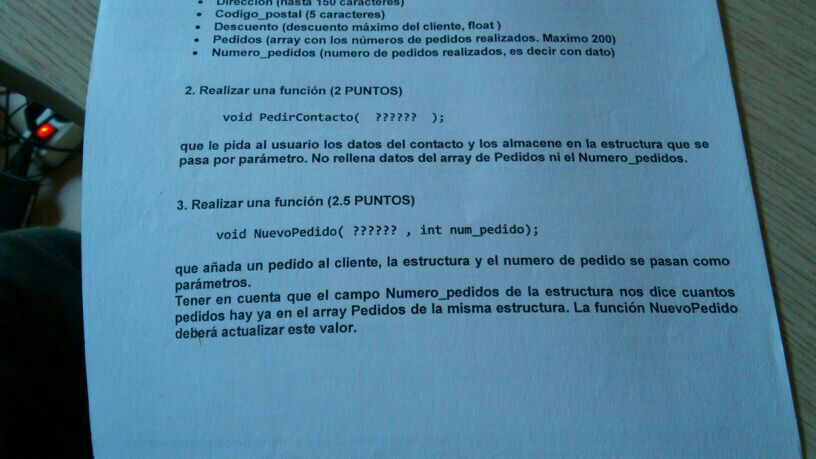 • Dirección (hasta 150 caracteres)
• Codigo_postal (5 caracteres)
• Descuento (descuento máximo del cliente, float )
• Pedidos (array con los números de pedidos realizados. Maximo 200)
• Numero_pedidos (numero de pedidos realizados, es decir con dato)
2. Realizar una función (2 PUNTOS)
void PedirContacto( ?????? );
que le pida al usuario los datos del contacto y los almacene en la estructura que se
pasa por parámetro. No rellena datos del array de Pedidos ni el Numero_pedidos.
3. Realizar una función (2.5 PUNTOS)
void NuevoPedido( ?????? , int num_pedido);
que añada un pedido al cliente, la estructura y el numero de pedido se pasan como
parámetros.
Tener en cuenta que el campo Numero_pedidos de la estructura nos dice cuantos
pedidos hay ya en el array Pedidos de la misma estructura. La función NuevoPedido
deberá actualizar este valor.